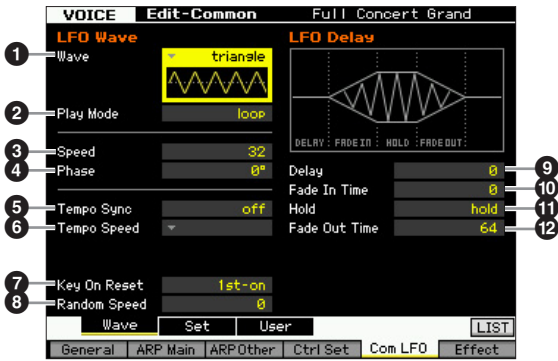 VOICE Edit-Common Full Concert Grand
LFO Wave
1 Wave triangle
2 Play Mode loop
3 Speed 32
4 Phase 0°
5 Tempo Sync off
6 Tempo Speed
7 Key On Reset 1st-on
8 Random Speed 0
LFO Delay
DELAY FADE IN HOLD FADE OUT
Delay 0 9
Fade In Time 0 10
Hold hold 11
Fade Out Time 64 12
Wave Set User LIST
General ARP Main ARP Other Ctrl Set Com LFO Effect